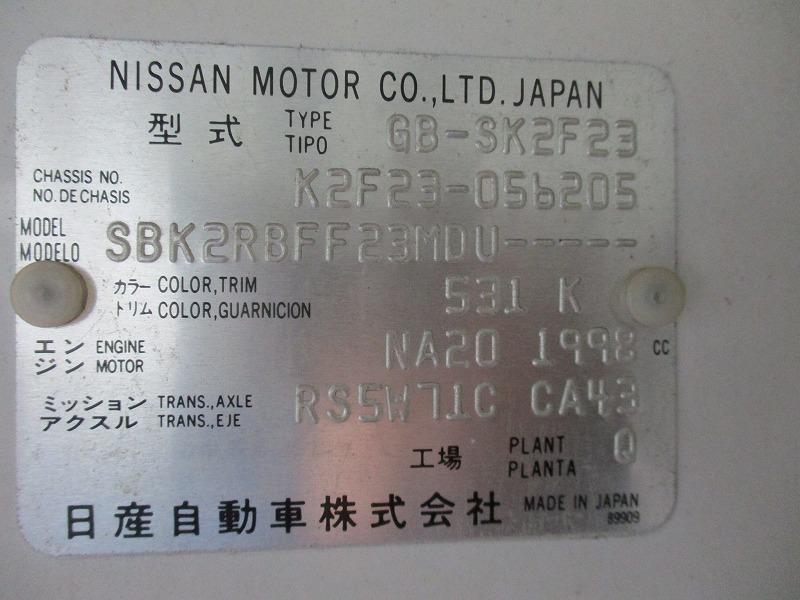 NISSAN MOTOR CO.,LTD. JAPAN
型式 TYPE TIPO GB-SK2F23
CHASSIS NO. NO. DE CHASIS K2F23-056205
MODEL MODELO SBK2RBFF23MDU-----
カラー COLOR,TRIM
トリム COLOR,GUARNICION 531 K
エンジン ENGINE MOTOR NA20 1998 CC
ミッション TRANS.,AXLE
アクスル TRANS.,EJE RS5W71C CA43
工場 PLANT PLANTA Q
日産自動車株式会社 MADE IN JAPAN
89909